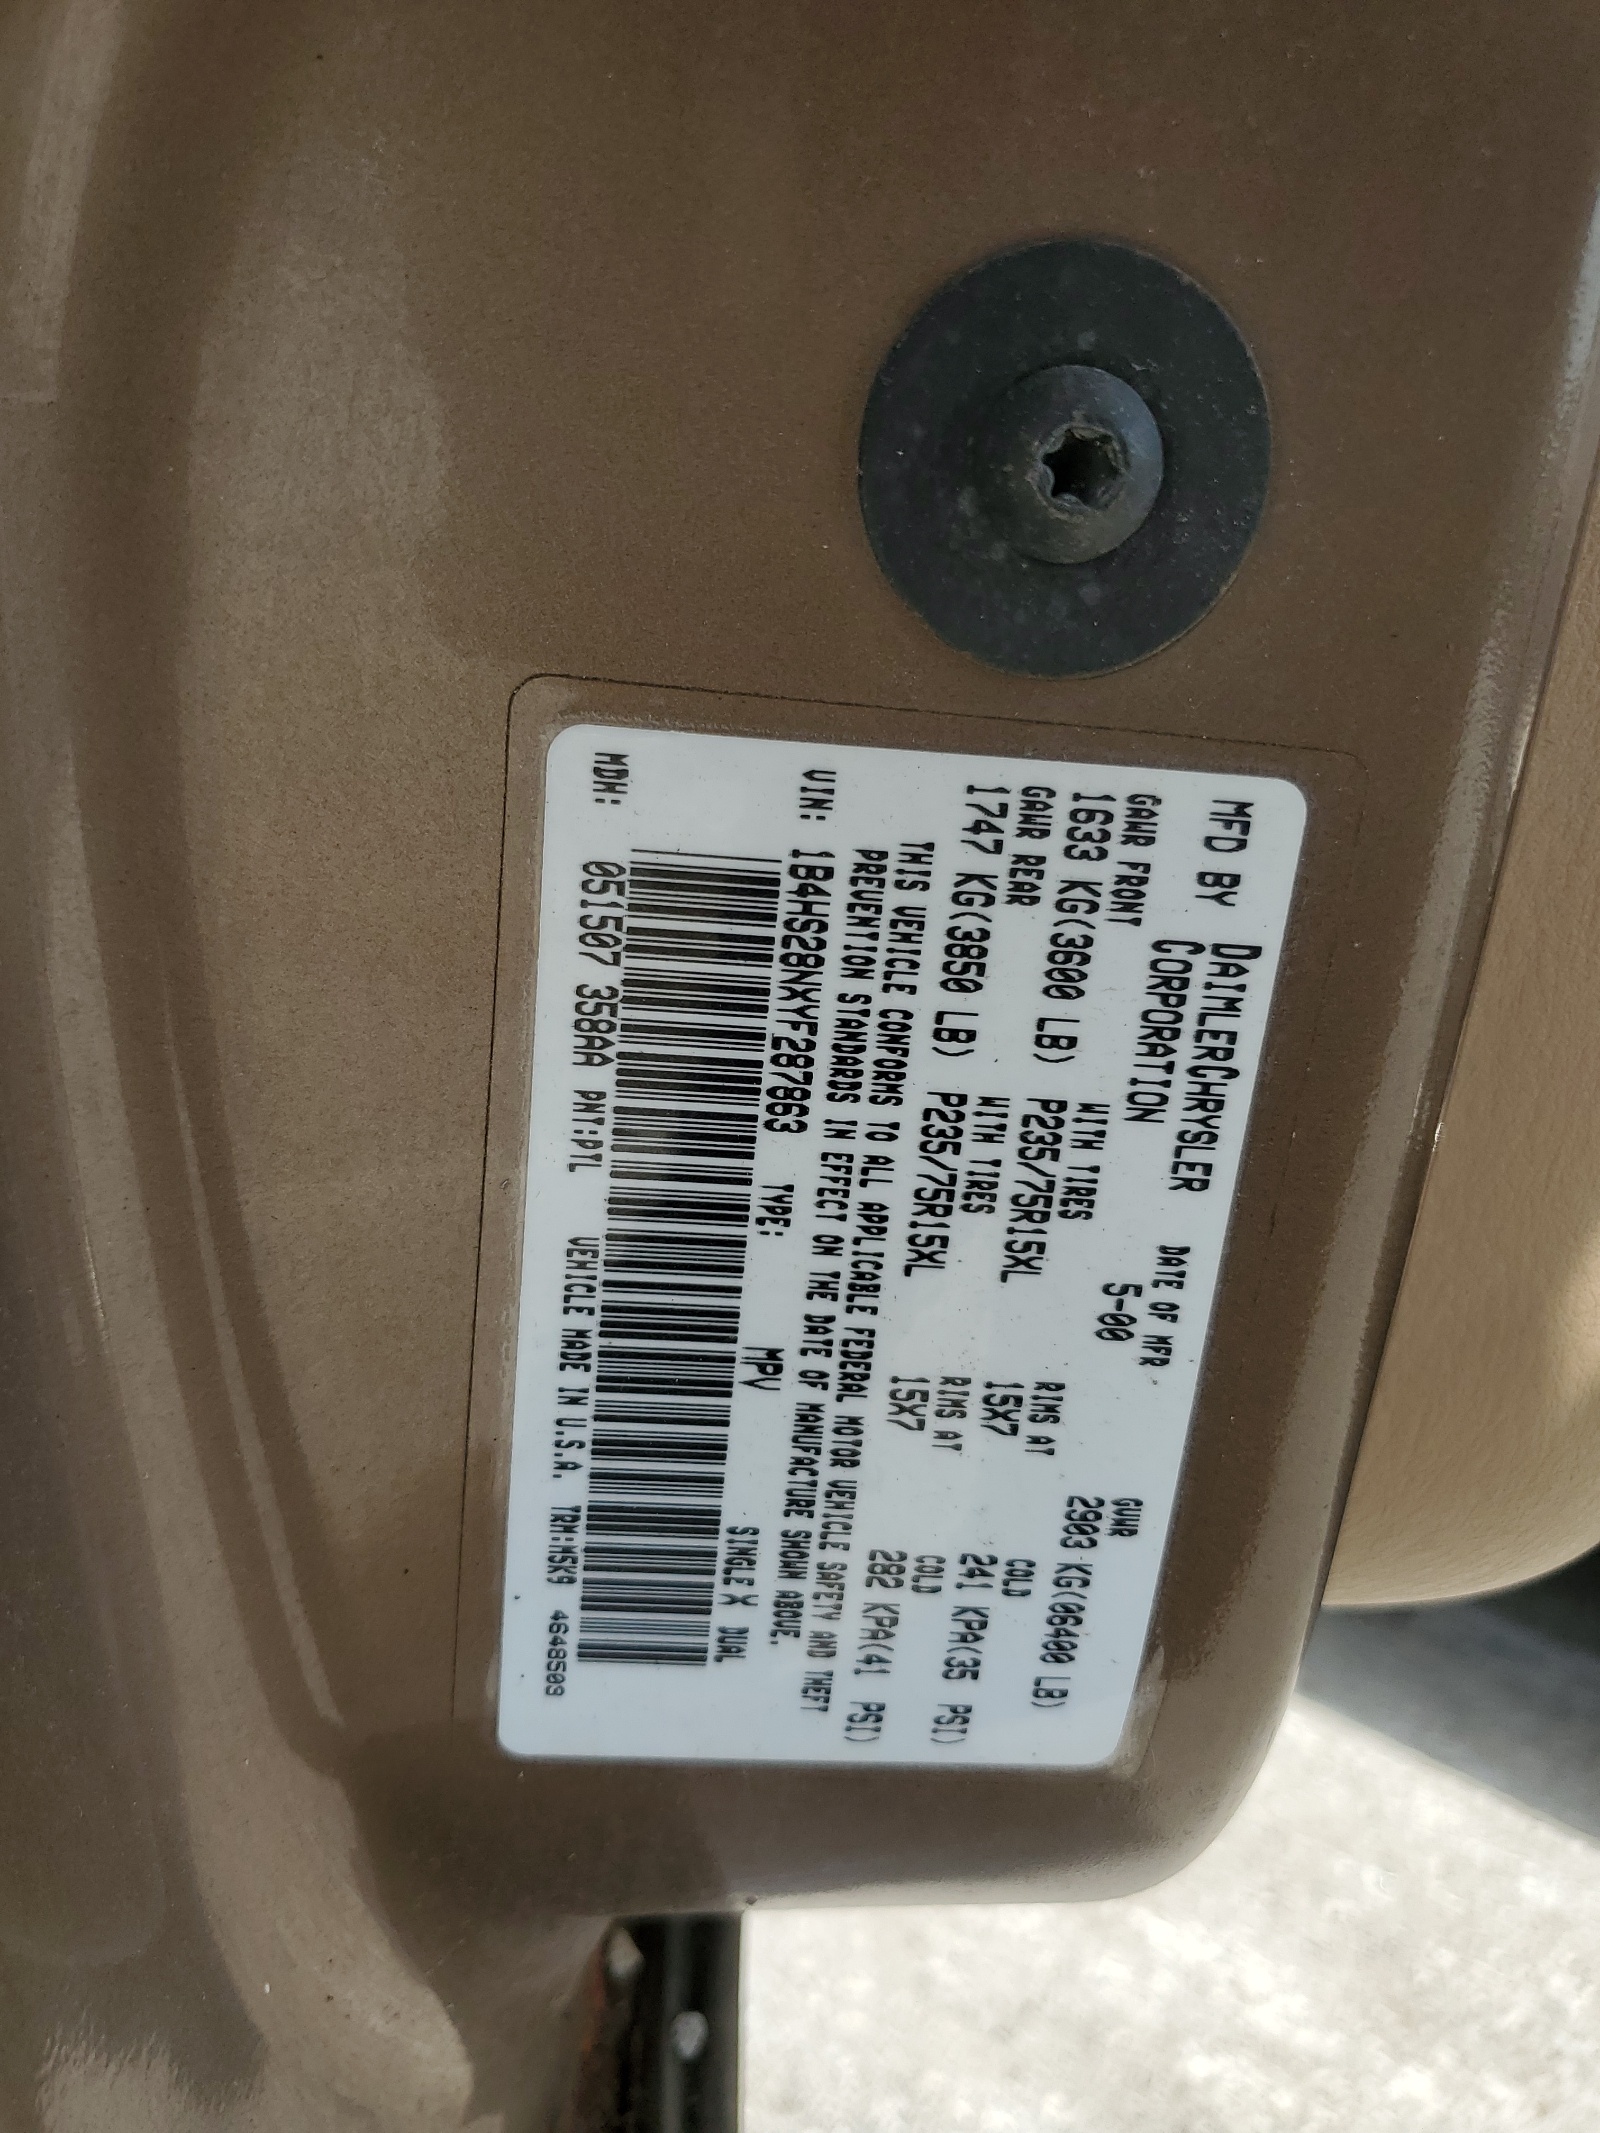 MFD BY DAIMLERCHRYSLER CORPORATION DATE OF MFR 5-00 GVWR 2903 KG(06400 LB)
GAWR FRONT WITH TIRES RIMS AT COLD
1633 KG(3600 LB) P235/75R15XL 15X7 241 KPA(35 PSI)
GAWR REAR WITH TIRES RIMS AT COLD
1747 KG(3850 LB) P235/75R15XL 15X7 282 KPA(41 PSI)
THIS VEHICLE CONFORMS TO ALL APPLICABLE FEDERAL MOTOR VEHICLE SAFETY AND THEFT
PREVENTION STANDARDS IN EFFECT ON THE DATE OF MANUFACTURE SHOWN ABOVE.
VIN: 1B4HS28NXYF287863 TYPE: MPV SINGLE X DUAL
MDH: 051507 358AA PNT:PTL VEHICLE MADE IN U.S.A. TRM:M5K9 4648509